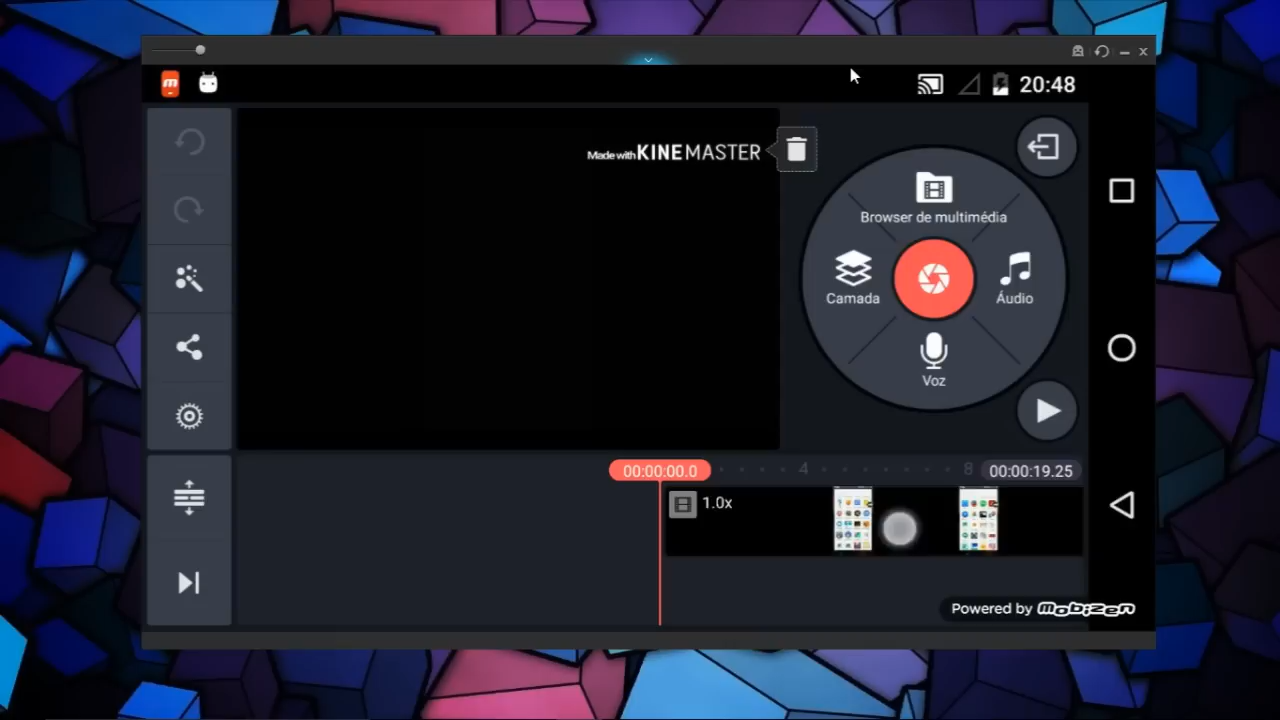 m
20:48
Made with KINEMASTER
Browser de multimédia
Camada
Áudio
Voz
00:00:00.0
4
8
00:00:19.25
1.0x
Powered by mobizen